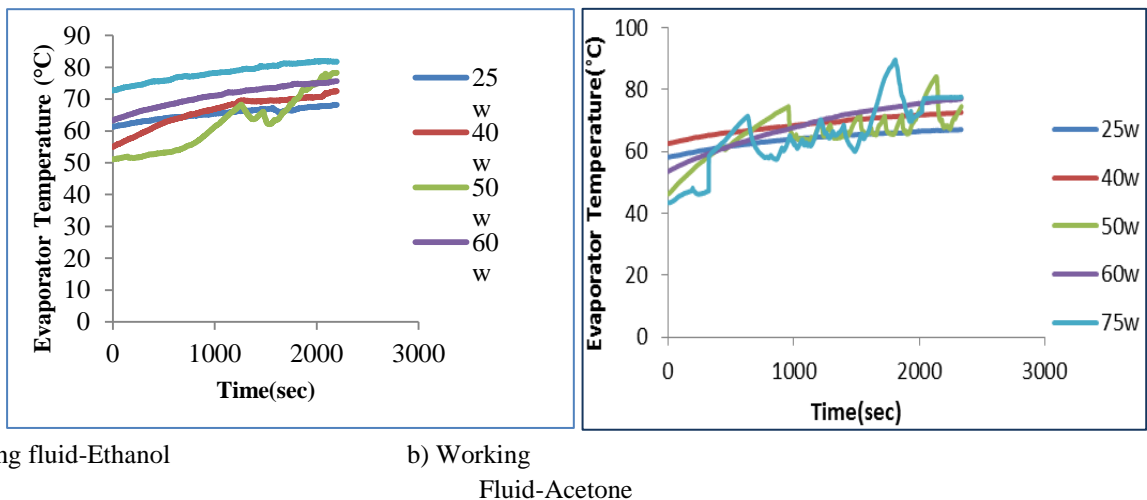 Evaporator Temperature (°C)
90
80
70
60
50
40
30
20
10
0
0 1000 2000 3000
Time(sec)
25
w
40
w
50
w
60
w
Evaporator Temperature(°C)
100
80
60
40
20
0
0 1000 2000 3000
Time(sec)
25w
40w
50w
60w
75w
ng fluid-Ethanol
b) Working
Fluid-Acetone